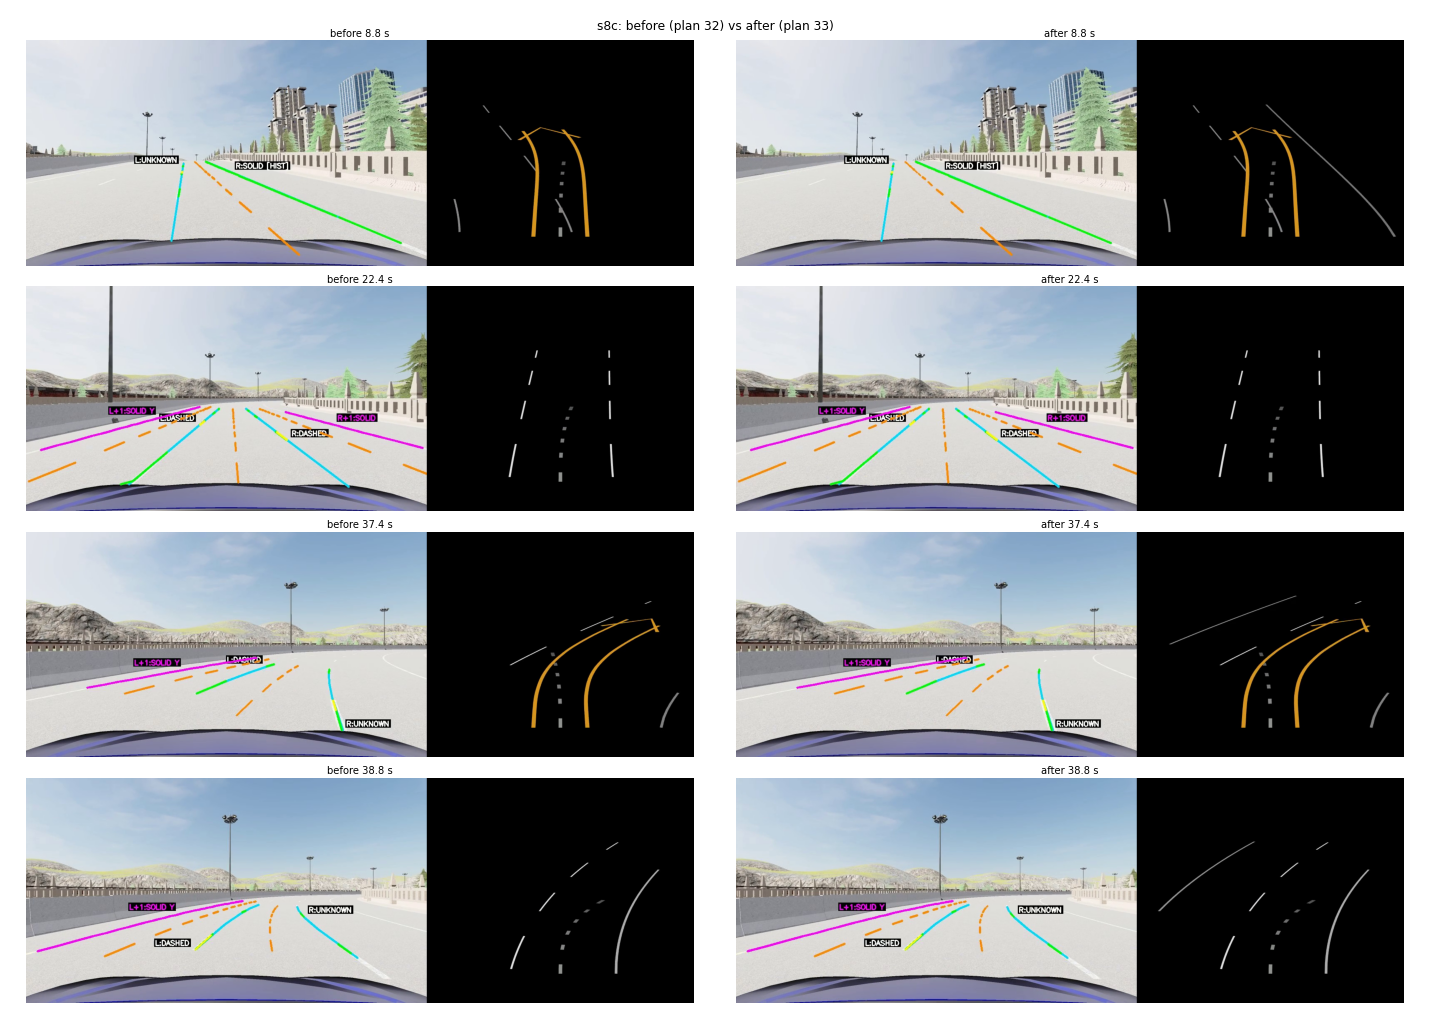 s8c: before (plan 32) vs after (plan 33)
before 8.8 s
after 8.8 s
L:UNKNOWN
R:SOLID [HIST]
L:UNKNOWN
R:SOLID [HIST]
before 22.4 s
after 22.4 s
L+1:SOLID Y
L:DASHED
R+1:SOLID
R:DASHED
L+1:SOLID Y
L:DASHED
R+1:SOLID
R:DASHED
before 37.4 s
after 37.4 s
L+1:SOLID Y
L:DASHED
R:UNKNOWN
L+1:SOLID Y
L:DASHED
R:UNKNOWN
before 38.8 s
after 38.8 s
L+1:SOLID Y
R:UNKNOWN
L:DASHED
L+1:SOLID Y
R:UNKNOWN
L:DASHED